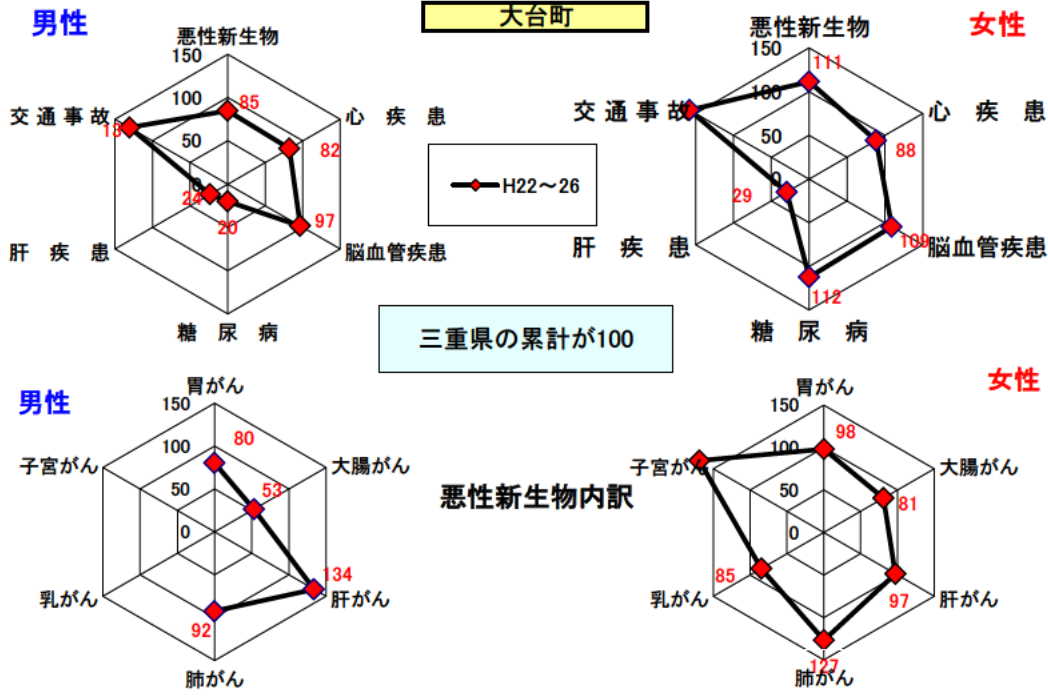 大台町
男性
悪性新生物
150
100
50
0
心 疾 患
脳血管疾患
糖 尿 病
肝 疾 患
交 通 事 故
85
82
97
20
24
13
女性
悪性新生物
150
100
50
0
心 疾 患
脳血管疾患
糖 尿 病
肝 疾 患
交 通 事 故
111
88
109
112
29
H22～26
三重県の累計が100
男性
胃がん
150
100
50
0
大腸がん
肝がん
肺がん
乳がん
子宮がん
80
53
134
92
悪性新生物内訳
女性
胃がん
150
100
50
0
大腸がん
肝がん
肺がん
乳がん
子宮がん
98
81
97
127
85